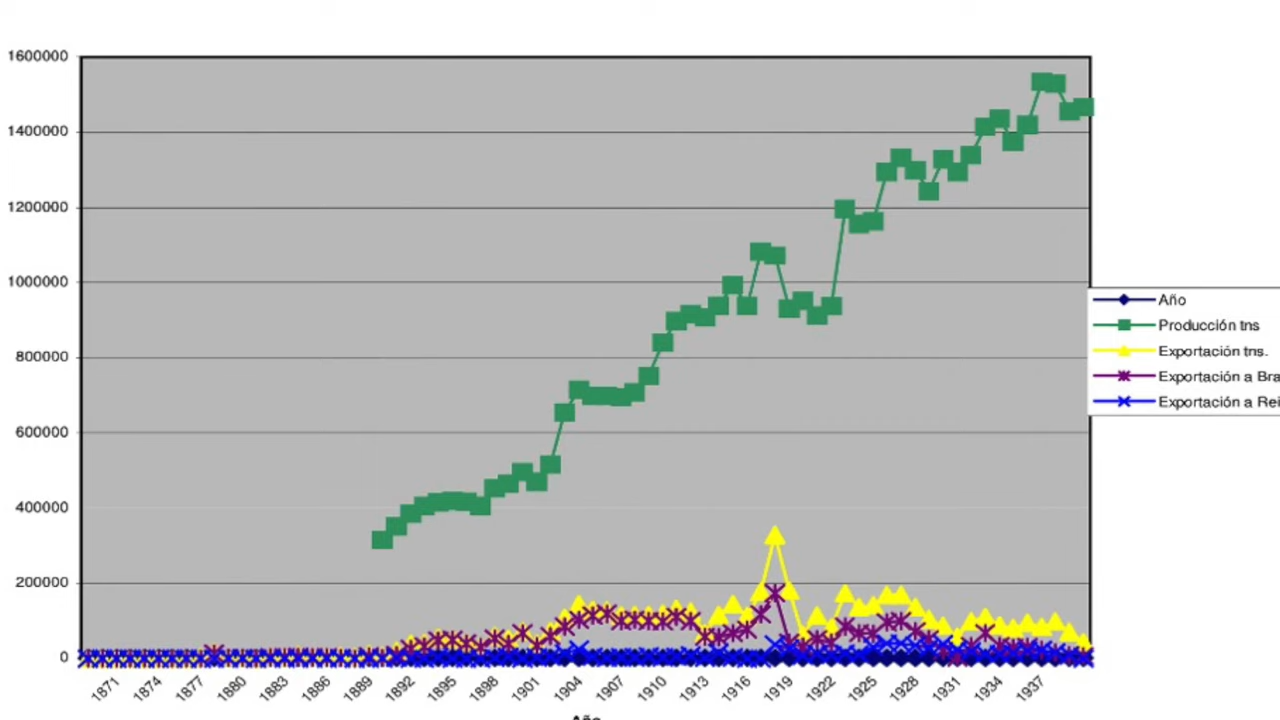 1600000
1400000
1200000
1000000
800000
600000
400000
200000
0
1871 1874 1877 1880 1883 1886 1889 1892 1895 1898 1901 1904 1907 1910 1913 1916 1919 1922 1925 1928 1931 1934 1937
Año
Año
Producción tns
Exportación tns.
Exportación a Bra
Exportación a Rei